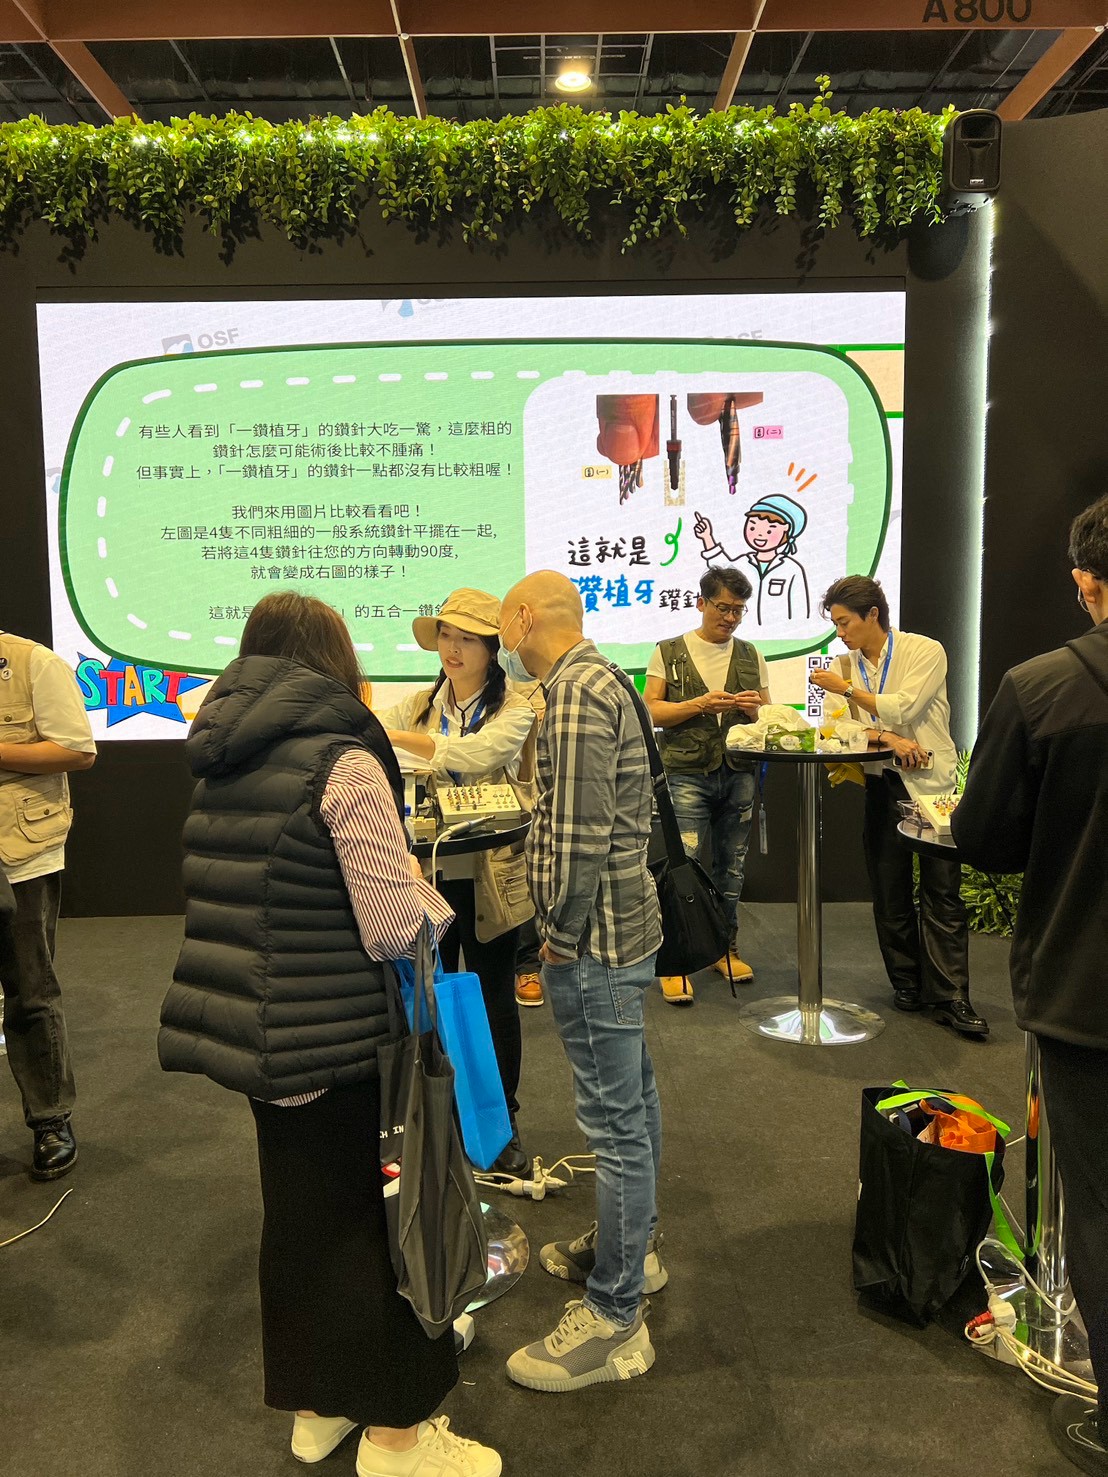 A800
OSF
有些人看到「一鑽植牙」的鑽針大吃一驚，這麼粗的
鑽針怎麼可能術後比較不腫痛！
但事實上，「一鑽植牙」的鑽針一點都沒有比較粗喔！
我們來用圖片比較看看吧！
左圖是4隻不同粗細的一般系統鑽針平擺在一起，
若將這4隻鑽針往您的方向轉動90度，
就會變成右圖的樣子！
這就是
」的五合一鑽
圖(一)
圖(二)
這就是
鑽植牙 鑽針
START